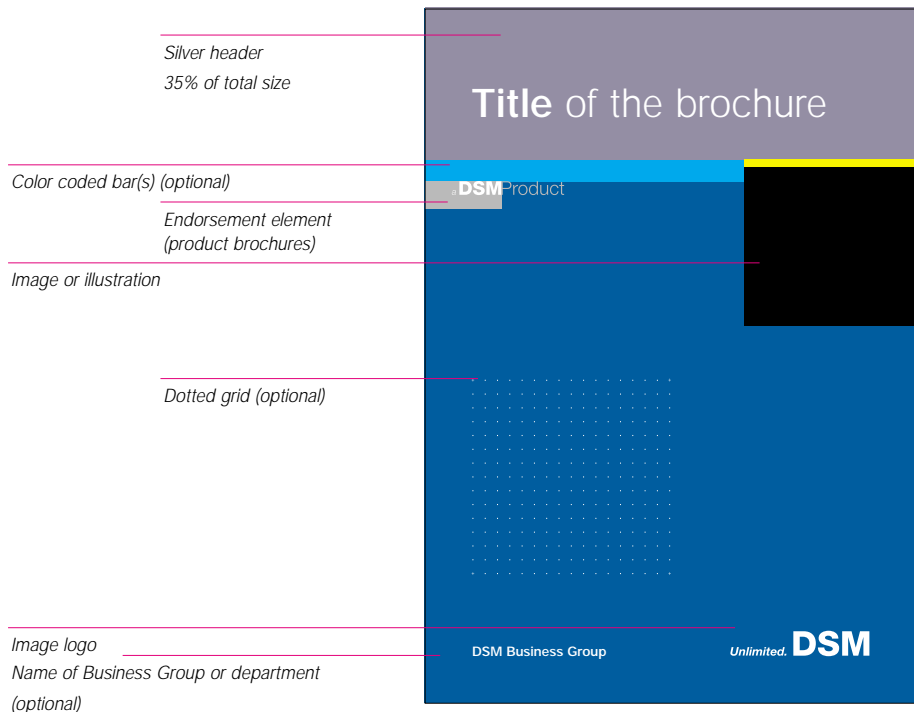 Silver header
35% of total size
Title of the brochure
Color coded bar(s) (optional)
a DSMProduct
Endorsement element
(product brochures)
Image or illustration
Dotted grid (optional)
Image logo
Name of Business Group or department
(optional)
DSM Business Group
Unlimited. DSM